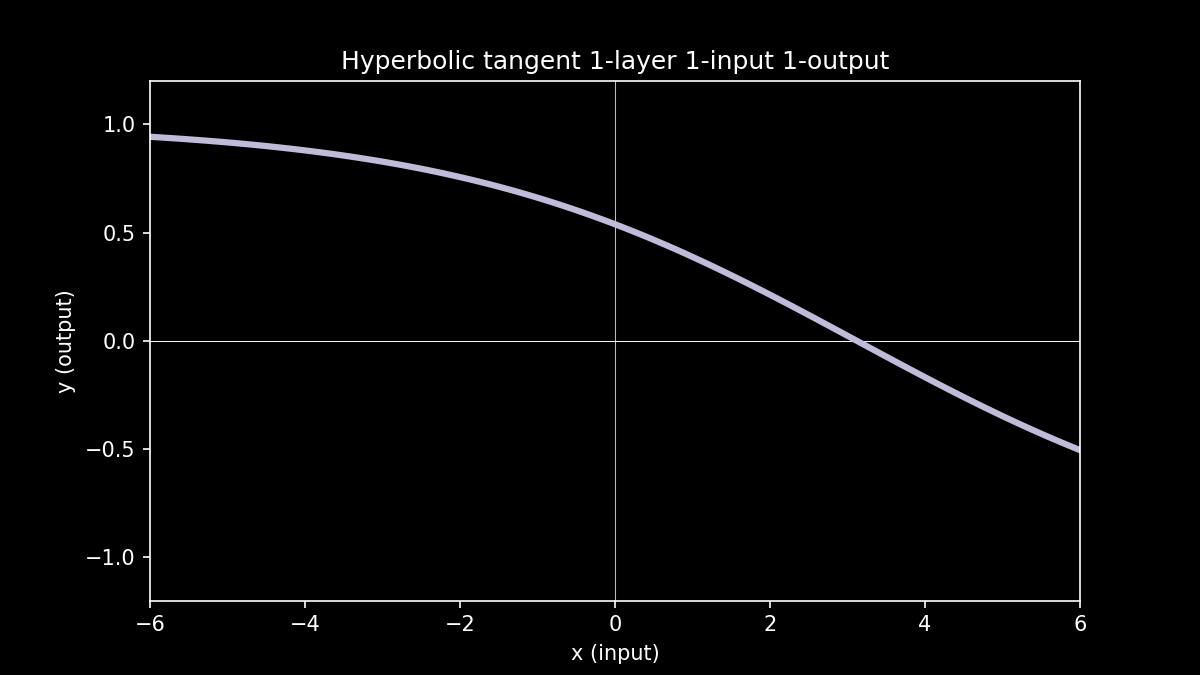 Hyperbolic tangent 1-layer 1-input 1-output
1.0
0.5
0.0
−0.5
−1.0
y (output)
−6 −4 −2 0 2 4 6
x (input)